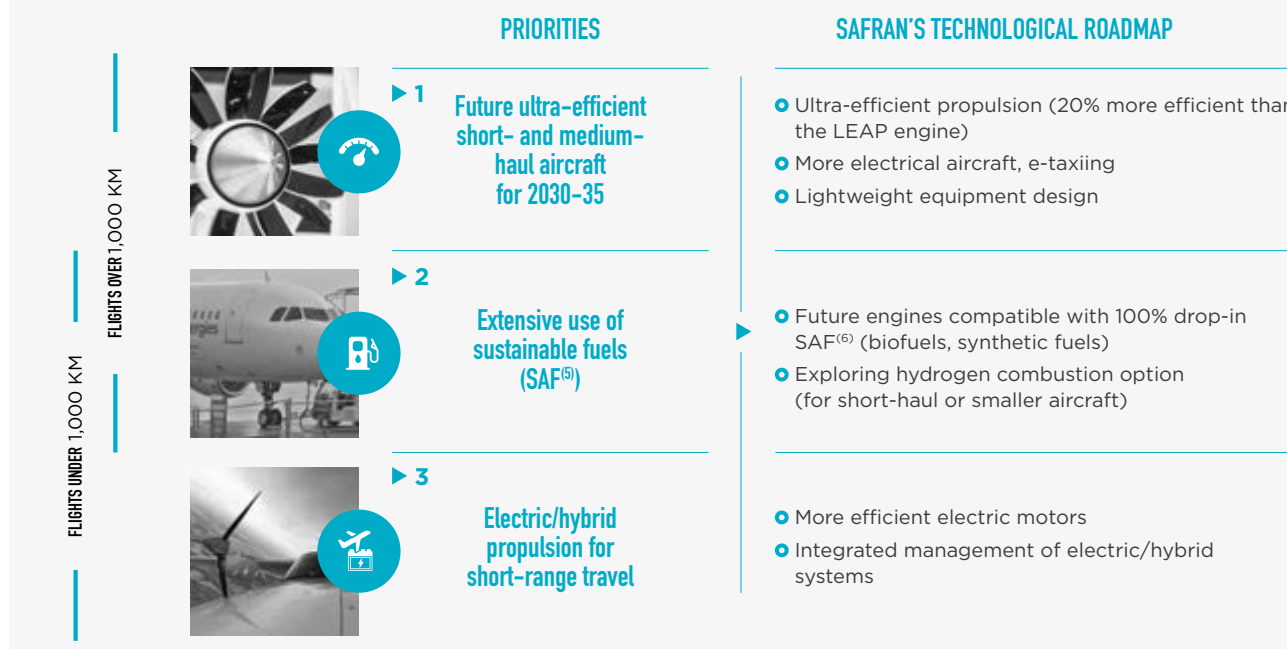 PRIORITIES
SAFRAN'S TECHNOLOGICAL ROADMAP
FLIGHTS OVER 1,000 KM
FLIGHTS UNDER 1,000 KM
1
Future ultra-efficient
short- and medium-
haul aircraft
for 2030-35
Ultra-efficient propulsion (20% more efficient than
the LEAP engine)
More electrical aircraft, e-taxiing
Lightweight equipment design
2
Extensive use of
sustainable fuels
(SAF(5))
Future engines compatible with 100% drop-in
SAF(6) (biofuels, synthetic fuels)
Exploring hydrogen combustion option
(for short-haul or smaller aircraft)
3
Electric/hybrid
propulsion for
short-range travel
More efficient electric motors
Integrated management of electric/hybrid
systems